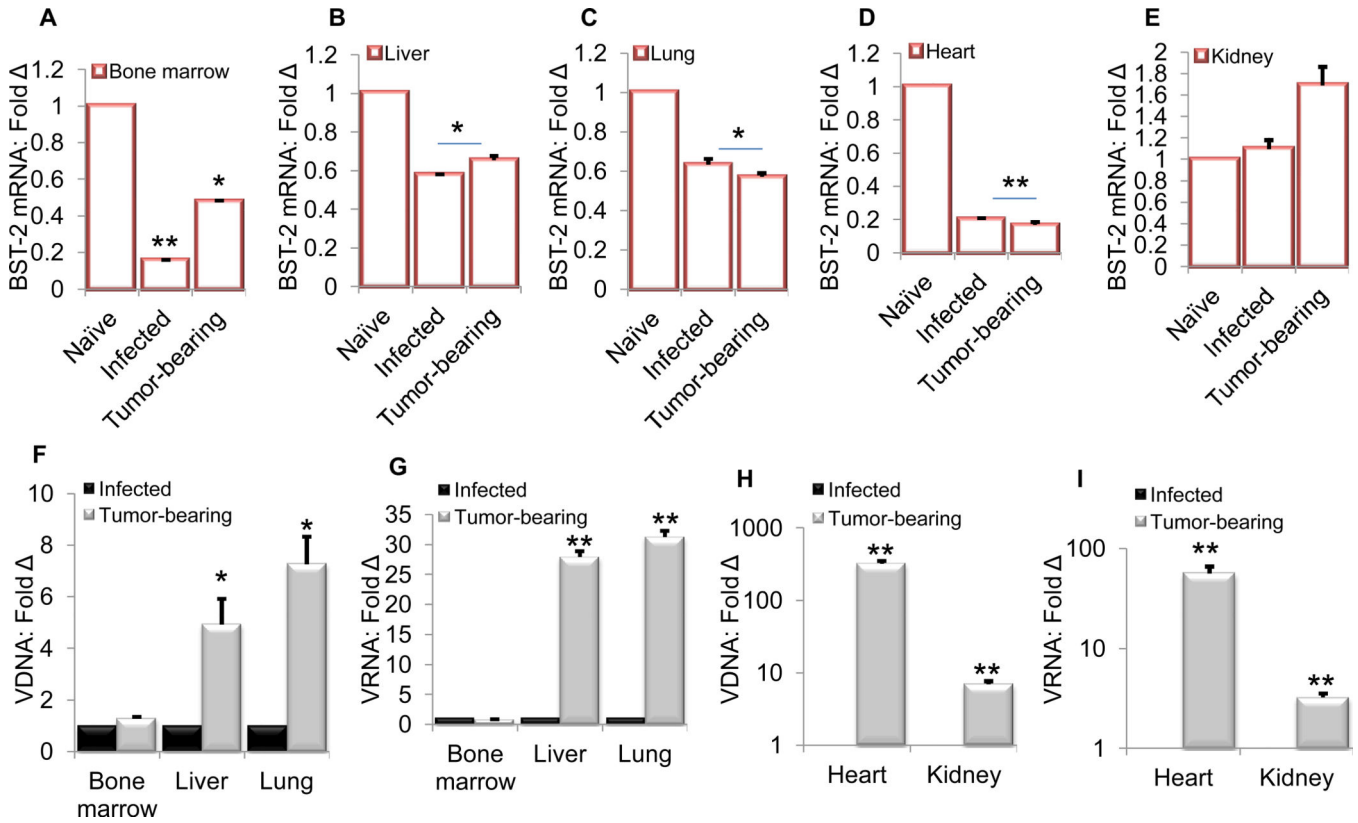 A
BST-2 mRNA: Fold Δ
1.2
1
0.8
0.6
0.4
0.2
0
Bone marrow
**
*
Naïve
Infected
Tumor-bearing
B
BST-2 mRNA: Fold Δ
1.2
1
0.8
0.6
0.4
0.2
0
Liver
*
Naïve
Infected
Tumor-bearing
C
BST-2 mRNA: Fold Δ
1.2
1
0.8
0.6
0.4
0.2
0
Lung
*
Naïve
Infected
Tumor-bearing
D
BST-2 mRNA: Fold Δ
1.2
1
0.8
0.6
0.4
0.2
0
Heart
**
Naïve
Infected
Tumor-bearing
E
BST-2 mRNA: Fold Δ
2
1.8
1.6
1.4
1.2
1
0.8
0.6
0.4
0.2
0
Kidney
Naïve
Infected
Tumor-bearing
F
VDNA: Fold Δ
10
8
6
4
2
0
Infected
Tumor-bearing
*
*
Bone
marrow
Liver
Lung
G
VRNA: Fold Δ
35
30
25
20
15
10
5
0
Infected
Tumor-bearing
**
**
Bone
marrow
Liver
Lung
H
VDNA: Fold Δ
1000
100
10
1
Infected
Tumor-bearing
**
**
Heart
Kidney
I
VRNA: Fold Δ
100
10
1
Infected
Tumor-bearing
**
**
Heart
Kidney